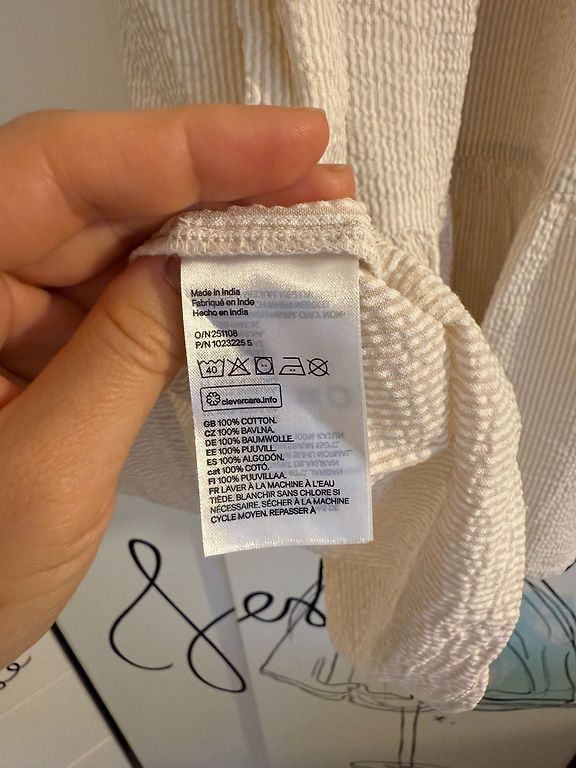 Made in India
Fabriqué en Inde
Hecho en India
O/N 251108
P/N 1023225 5
40
clevercare.info
GB 100% COTTON.
CZ 100% BAVLNA.
DE 100% BAUMWOLLE.
EE 100% PUUVILL.
ES 100% ALGODÓN.
cat 100% COTÓ.
FI 100% PUUVILLAA.
FR LAVER À LA MACHINE À L'EAU
TIÈDE. BLANCHIR SANS CHLORE SI
NÉCESSAIRE. SÉCHER À LA MACHINE
CYCLE MOYEN. REPASSER À